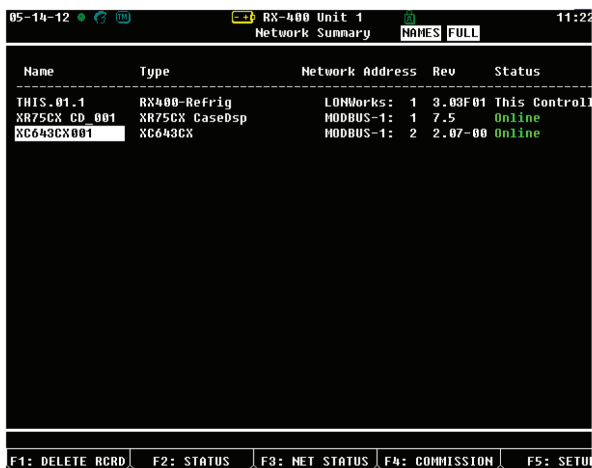 05-14-12 TM - + RX-400 Unit 1 A 11:22
Network Summary NAMES FULL
Name Type Network Address Rev Status
THIS.01.1 RX400-Refrig LONWorks: 1 3.03F01 This Controll
XR75CX CD_001 XR75CX CaseDsp MODBUS-1: 1 7.5 Online
XC643CX001 XC643CX MODBUS-1: 2 2.07-00 Online
F1: DELETE RCRD F2: STATUS F3: NET STATUS F4: COMMISSION F5: SETU